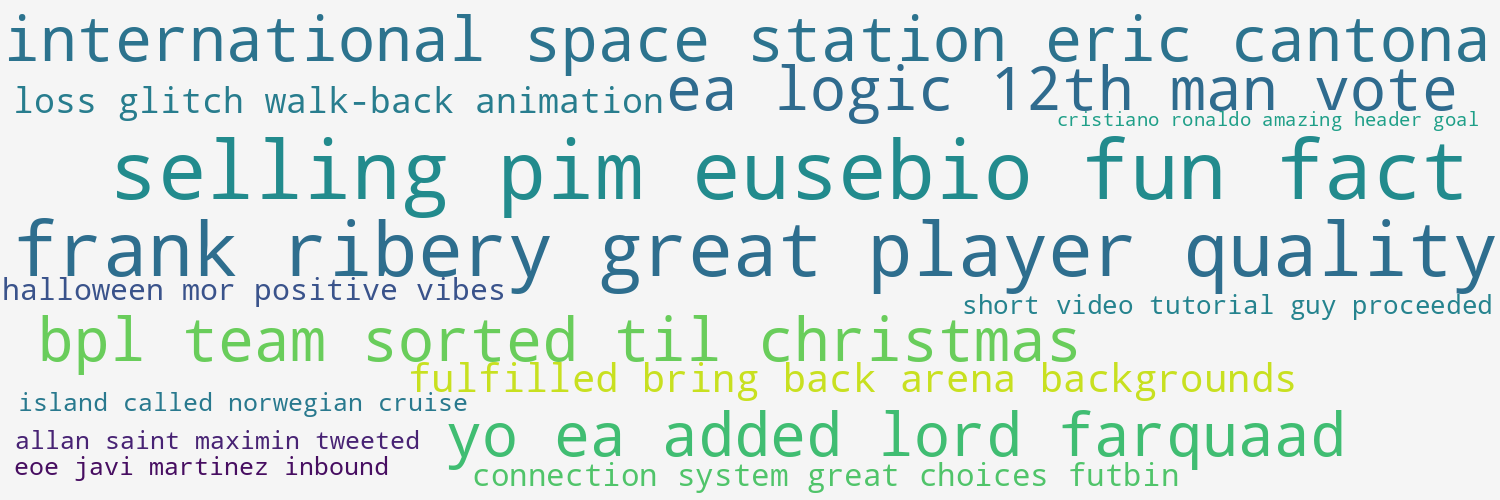 international space station eric cantona
loss glitch walk-back animation
ea logic 12th man vote
cristiano ronaldo amazing header goal
selling pim eusebio fun fact
frank ribery great player quality
halloween mor positive vibes
short video tutorial guy proceeded
bpl team sorted til christmas
fulfilled bring back arena backgrounds
island called norwegian cruise
yo ea added lord farquaad
allan saint maximin tweeted
eoe javi martinez inbound
connection system great choices futbin